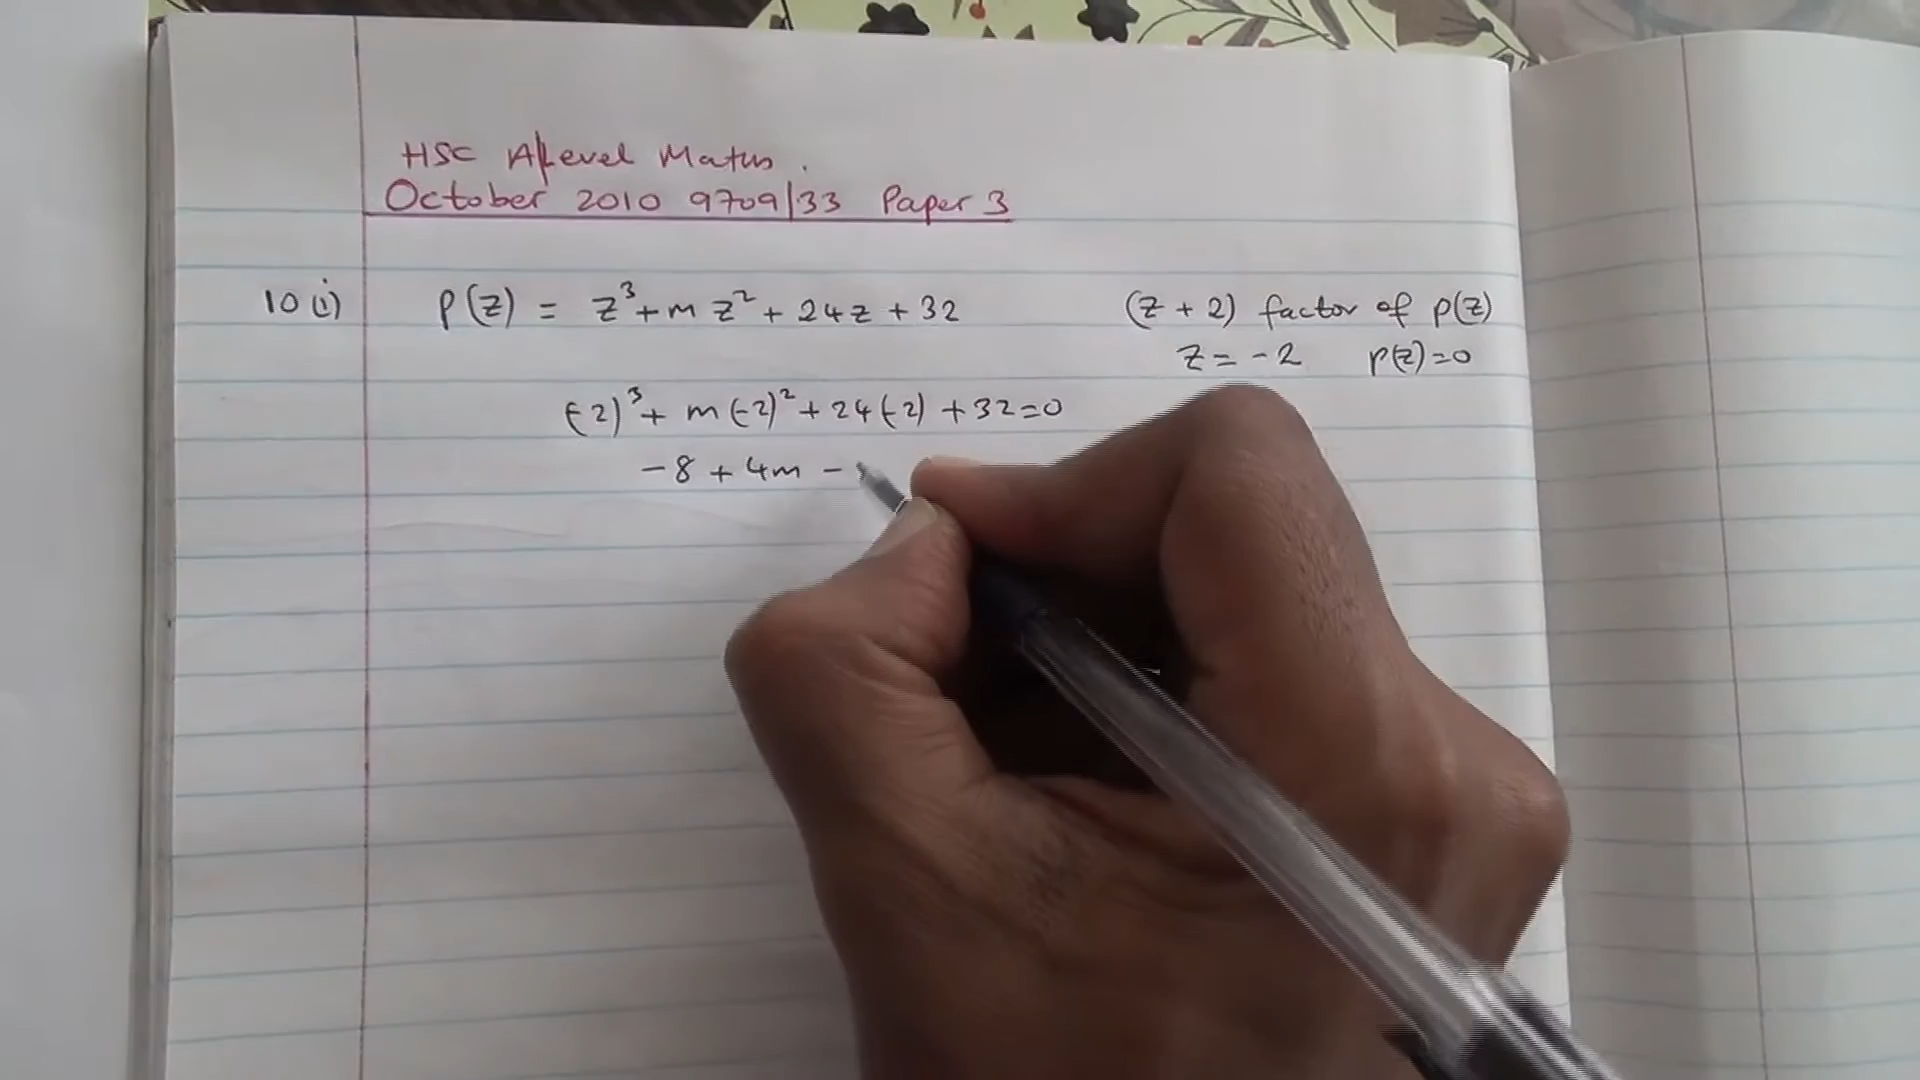 HSC A Level Maths.
October 2010 9709/33 Paper 3
10 (i) P(z) = z³ + m z² + 24z + 32 (z + 2) factor of p(z)
z = -2 p(z)=0
(-2)³ + m(-2)² + 24(-2) + 32=0
-8 + 4m -